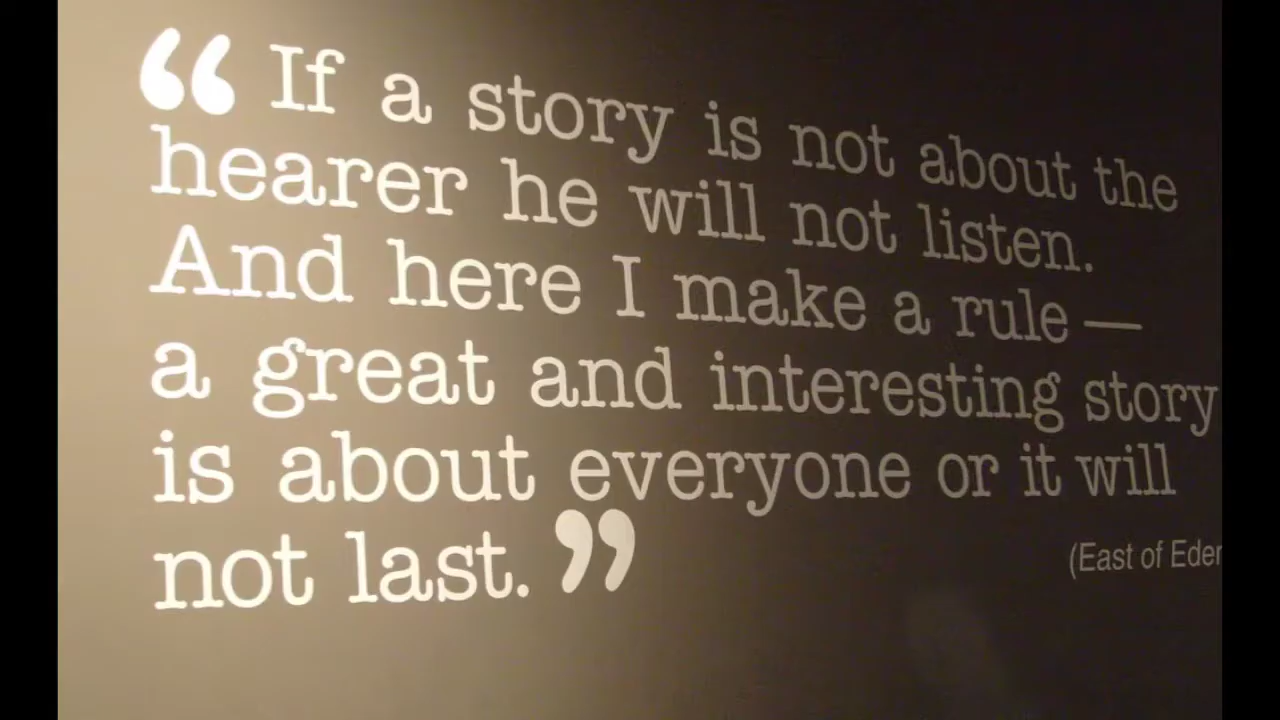 “ If a story is not about the
hearer he will not listen.
And here I make a rule —
a great and interesting story
is about everyone or it will
not last. ”
(East of Eden